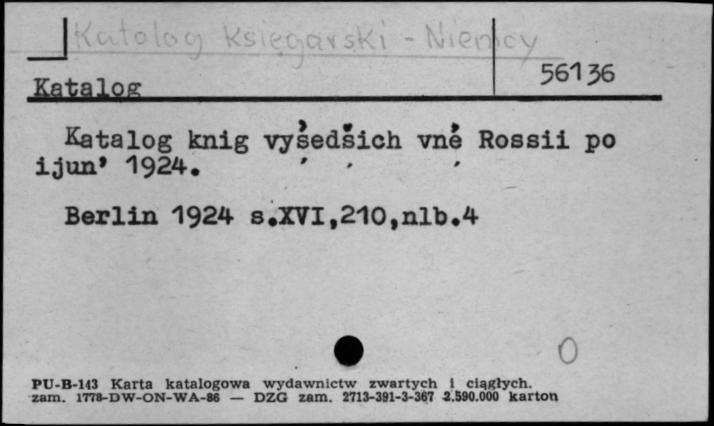 Katalog księgarski - Niemcy
56136
Katalog
Katalog knig vyšedšich vně Rossii po
ijun' 1924.
Berlin 1924 s.XVI,210,nlb.4
0
PU-B-143 Karta katalogowa wydawnictw zwartych i ciągłych.
zam. 1778-DW-ON-WA-86 — DZG zam. 2713-391-3-367 2.590.000 karton